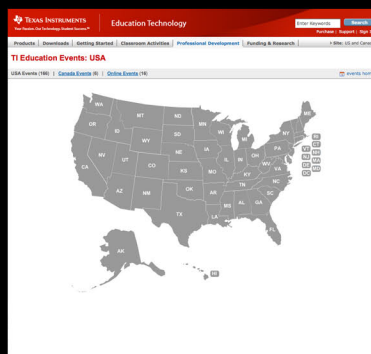 TEXAS INSTRUMENTS
Education Technology
Your Passion. Our Technology. Student Success.™
Enter Keywords
Search
Purchase | Support | Sign
Products | Downloads | Getting Started | Classroom Activities | Professional Development | Funding & Research
Site: US and Cana
TI Education Events: USA
USA Events (166) | Canada Events (9) | Online Events (16)
events hom
WA
OR
ID
MT
ND
MN
WI
MI
NY
ME
NV
WY
SD
IA
NE
IL
IN
OH
PA
CA
UT
CO
KS
MO
KY
WV
VA
AZ
NM
OK
AR
TN
NC
SC
TX
LA
MS
AL
GA
FL
RI
VT
CT
NJ
NH
DE
MA
DC
MD
AK
HI